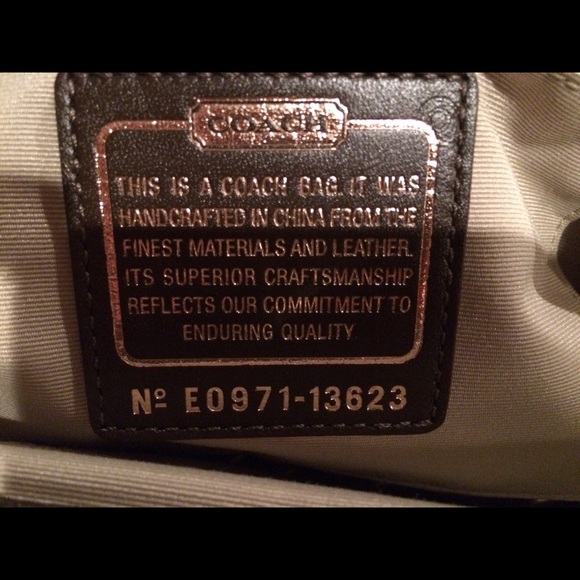 COACH
THIS IS A COACH BAG. IT WAS
HANDCRAFTED IN CHINA FROM THE
FINEST MATERIALS AND LEATHER.
ITS SUPERIOR CRAFTSMANSHIP
REFLECTS OUR COMMITMENT TO
ENDURING QUALITY
Nº E0971-13623